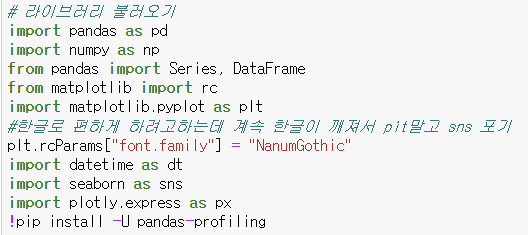 # 라이브러리 불러오기
import pandas as pd
import numpy as np
from pandas import Series, DataFrame
from matplotlib import rc
import matplotlib.pyplot as plt
#한글로 편하게 하려고하는데 계속 한글이 깨져서 plt말고 sns 포기
plt.rcParams["font.family"] = "NanumGothic"
import datetime as dt
import seaborn as sns
import plotly.express as px
!pip install -U pandas-profiling